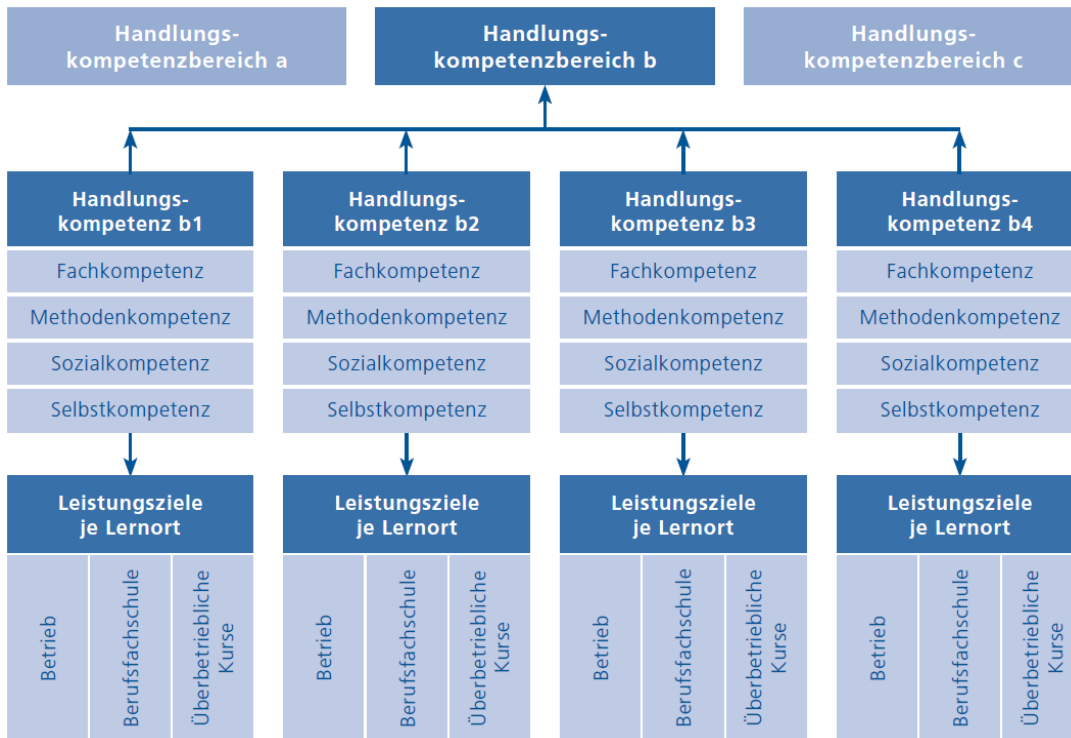 Handlungs-
kompetenzbereich a
Handlungs-
kompetenzbereich b
Handlungs-
kompetenzbereich c
Handlungs-
kompetenz b1
Fachkompetenz
Methodenkompetenz
Sozialkompetenz
Selbstkompetenz
Leistungsziele
je Lernort
Betrieb
Berufsfachschule
Überbetriebliche
Kurse
Handlungs-
kompetenz b2
Fachkompetenz
Methodenkompetenz
Sozialkompetenz
Selbstkompetenz
Leistungsziele
je Lernort
Betrieb
Berufsfachschule
Überbetriebliche
Kurse
Handlungs-
kompetenz b3
Fachkompetenz
Methodenkompetenz
Sozialkompetenz
Selbstkompetenz
Leistungsziele
je Lernort
Betrieb
Berufsfachschule
Überbetriebliche
Kurse
Handlungs-
kompetenz b4
Fachkompetenz
Methodenkompetenz
Sozialkompetenz
Selbstkompetenz
Leistungsziele
je Lernort
Betrieb
Berufsfachschule
Überbetriebliche
Kurse